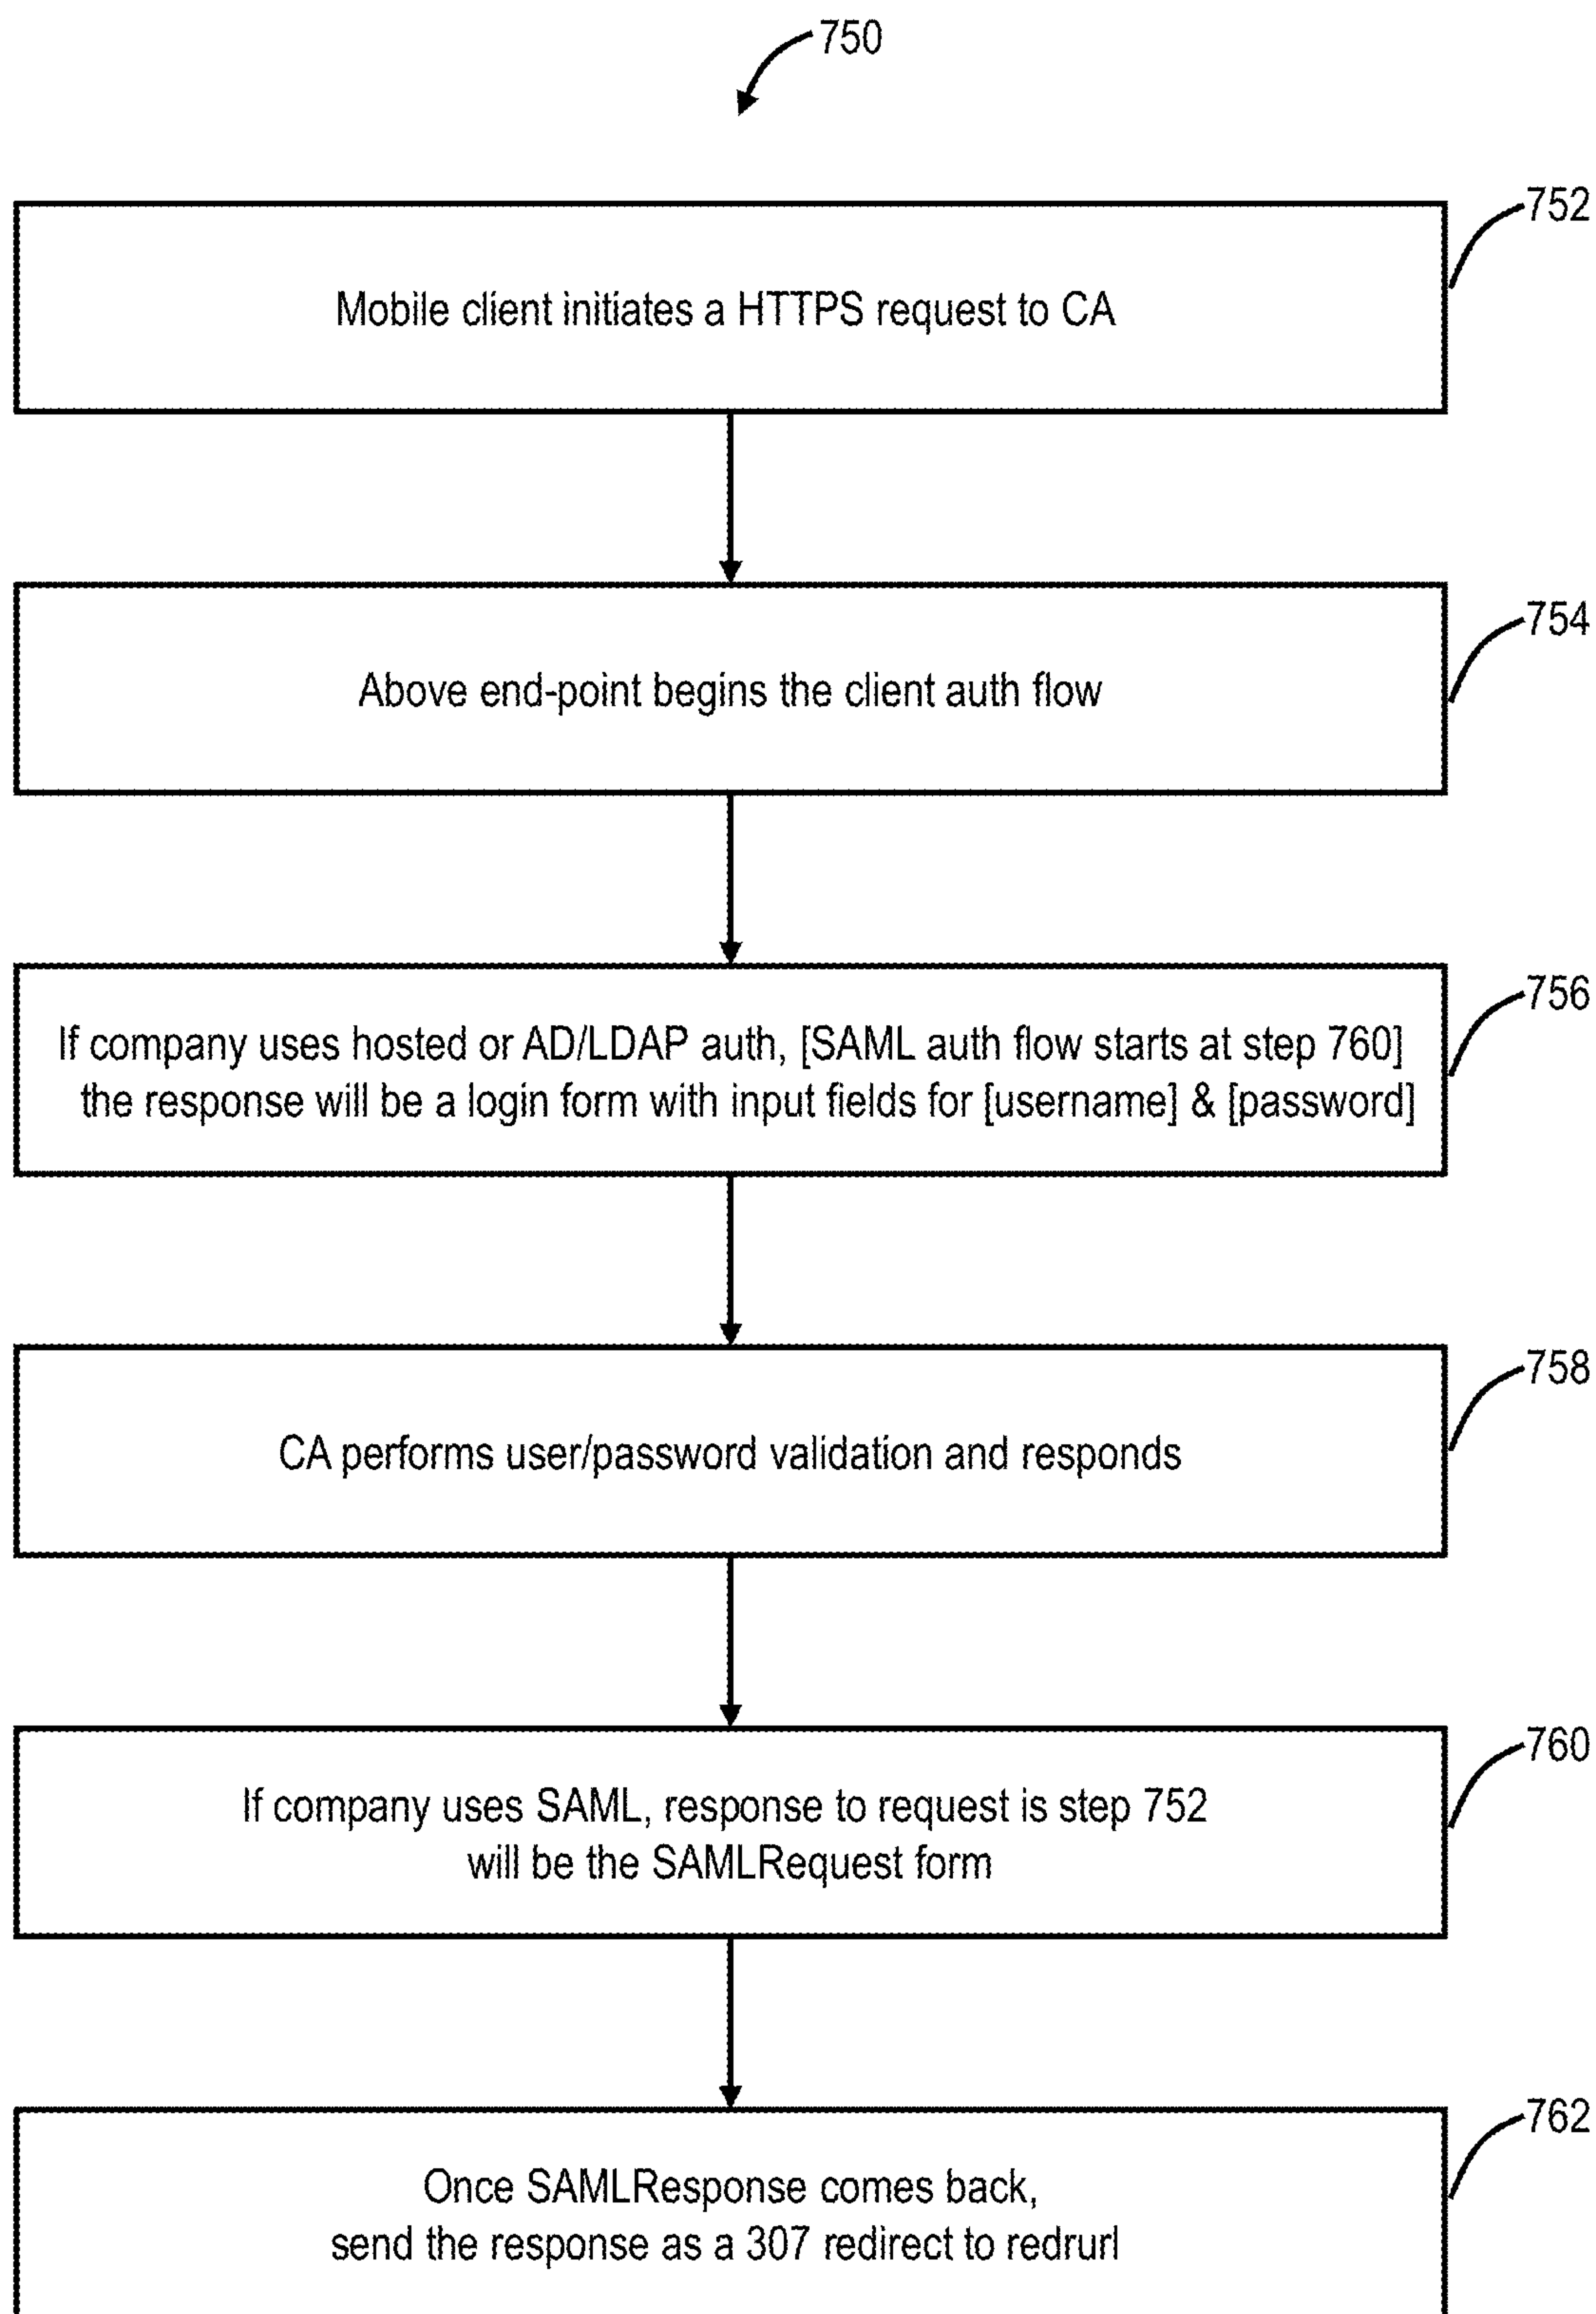 750
752
Mobile client initiates a HTTPS request to CA
754
Above end-point begins the client auth flow
756
If company uses hosted or AD/LDAP auth, [SAML auth flow starts at step 760]
the response will be a login form with input fields for [username] & [password]
758
CA performs user/password validation and responds
760
If company uses SAML, response to request is step 752
will be the SAMLRequest form
762
Once SAMLResponse comes back,
send the response as a 307 redirect to redrurl